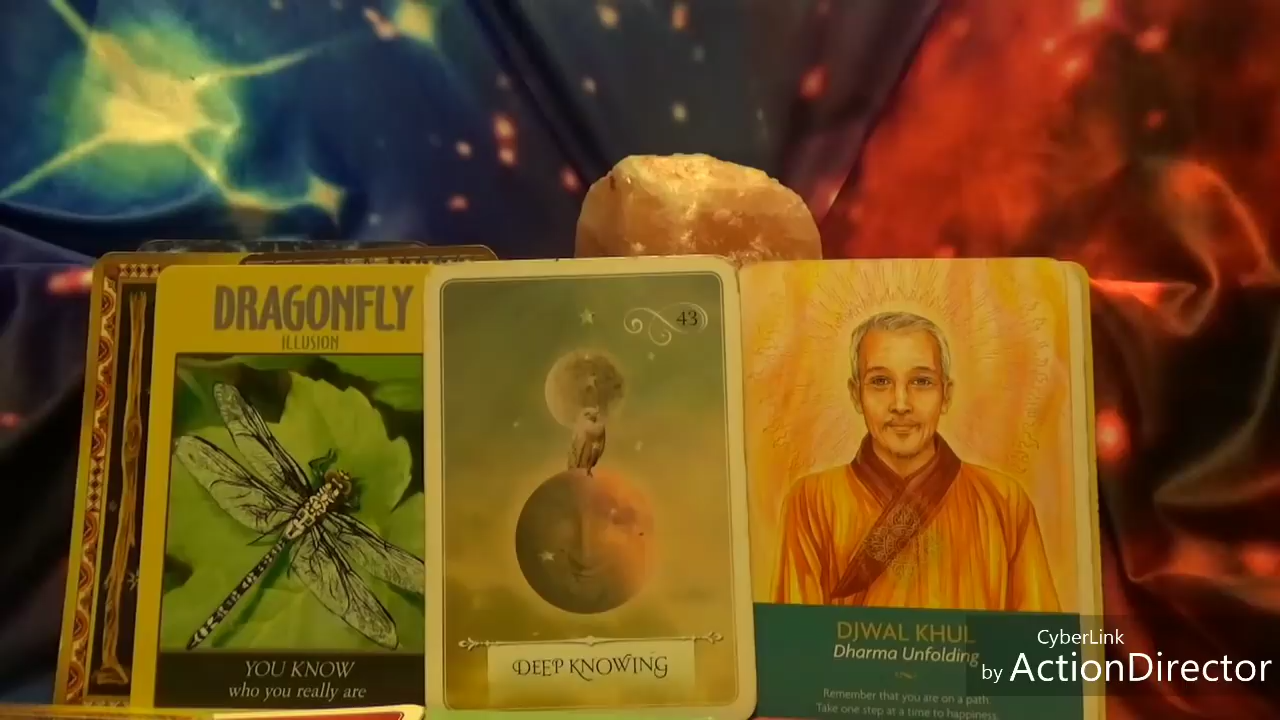 DRAGONFLY
ILLUSION
YOU KNOW
who you really are
43
DEEP KNOWING
DJWAL KHUL
Dharma Unfolding
Remember that you are on a path.
Take one step at a time to happiness
CyberLink
by ActionDirector